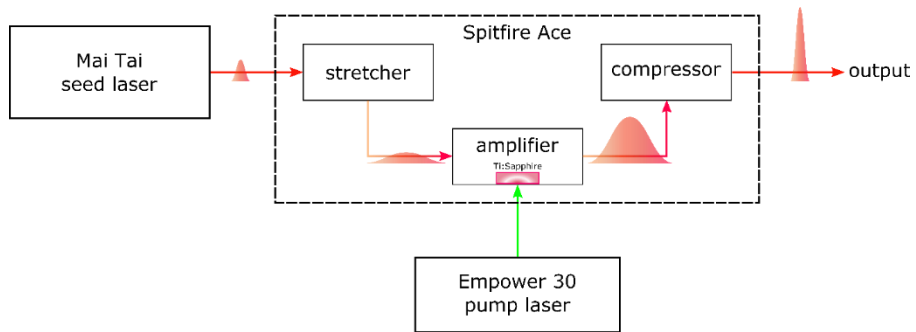 Spitfire Ace
Mai Tai
seed laser
stretcher
compressor
output
amplifier
Ti:Sapphire
Empower 30
pump laser